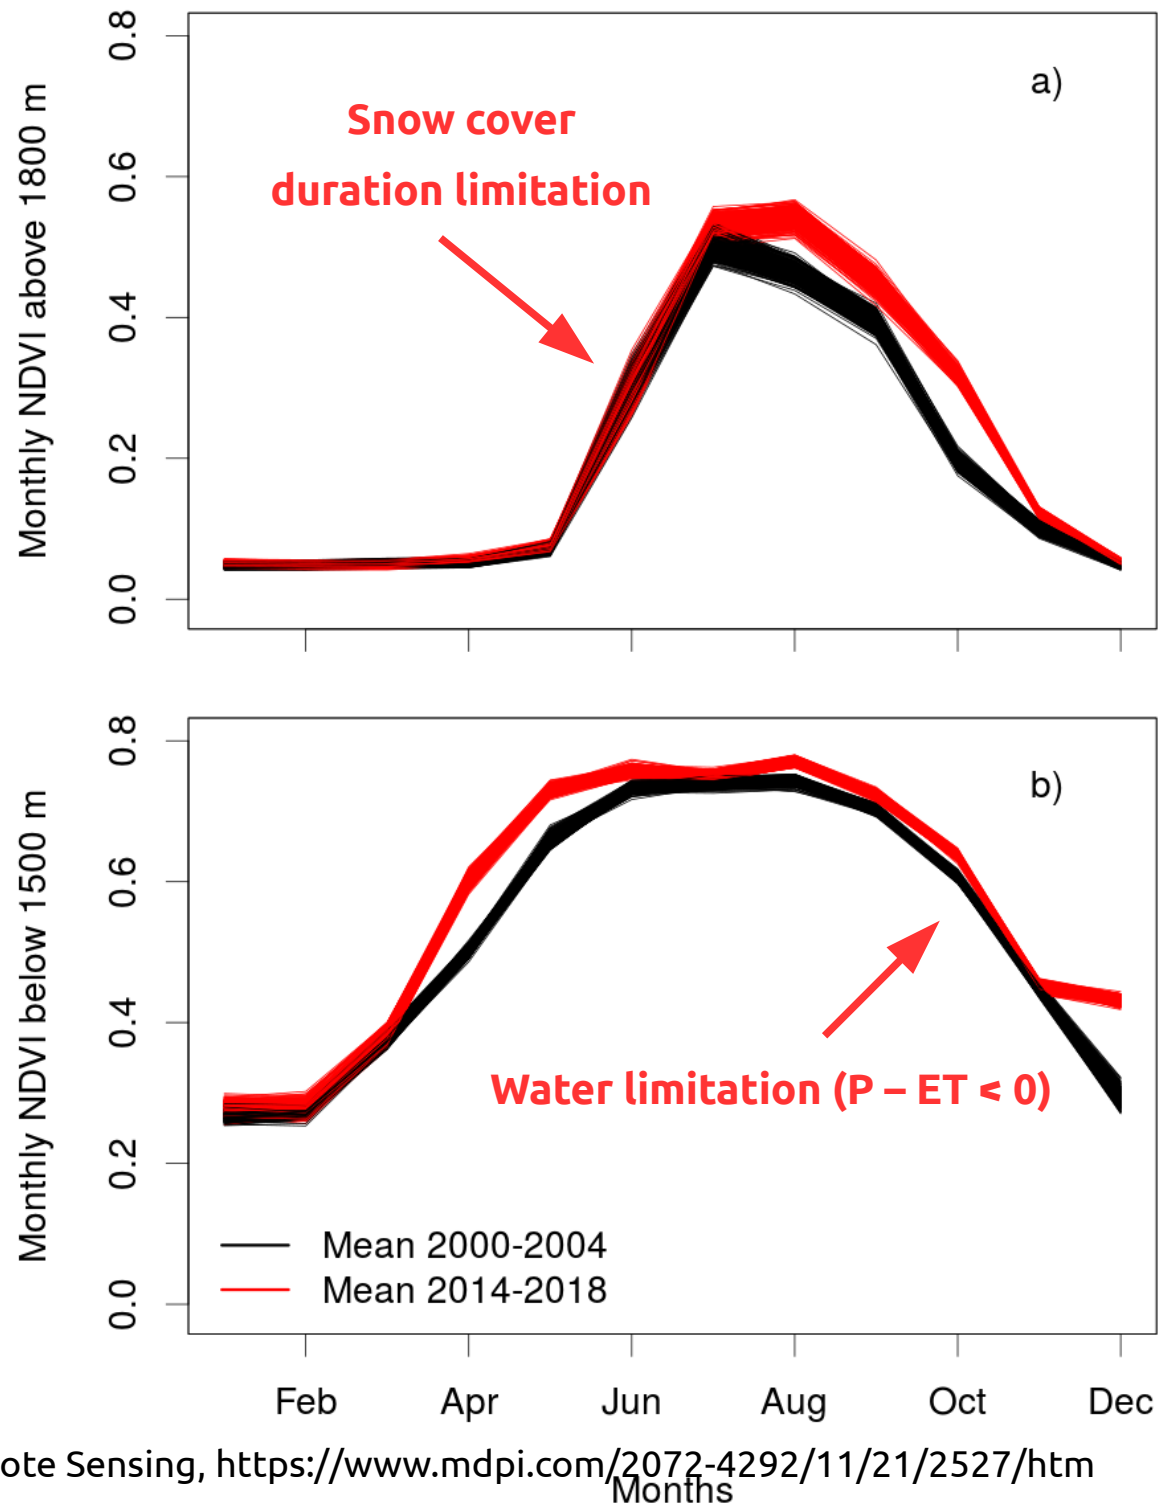 0.8
0.6
0.4
0.2
0.0
Monthly NDVI above 1800 m
a)
Snow cover
duration limitation
0.8
0.6
0.4
0.2
0.0
Monthly NDVI below 1500 m
b)
Water limitation (P – ET < 0)
Mean 2000-2004
Mean 2014-2018
Feb Apr Jun Aug Oct Dec
ote Sensing, https://www.mdpi.com/2072-4292/11/21/2527/htm
Months